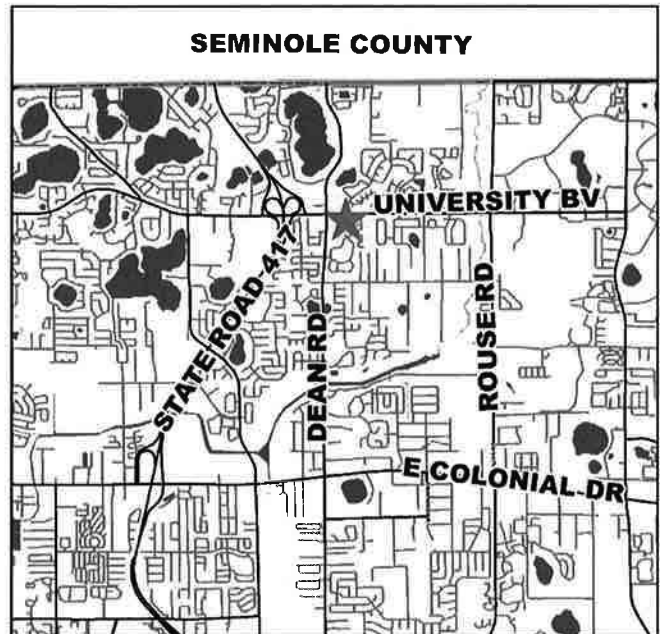 SEMINOLE COUNTY
UNIVERSITY BV
STATE ROAD 417
DEAN RD
ROUSE RD
E COLONIAL DR